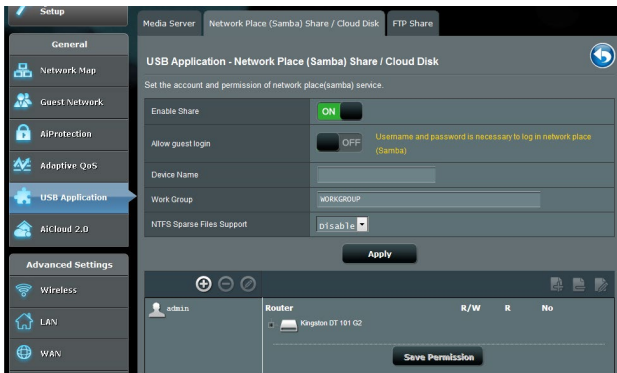 Setup
Media Server
Network Place (Samba) Share / Cloud Disk
FTP Share
General
Network Map
Guest Network
AiProtection
Adaptive QoS
USB Application
AiCloud 2.0
Advanced Settings
Wireless
LAN
WAN
USB Application - Network Place (Samba) Share / Cloud Disk
Set the account and permission of network place(samba) service.
Enable Share
ON
Allow guest login
OFF
Username and password is necessary to log in network place
(Samba)
Device Name
Work Group
WORKGROUP
NTFS Sparse Files Support
Disable
Apply
admin
Router
R/W
R
No
Kingston DT 101 G2
Save Permission